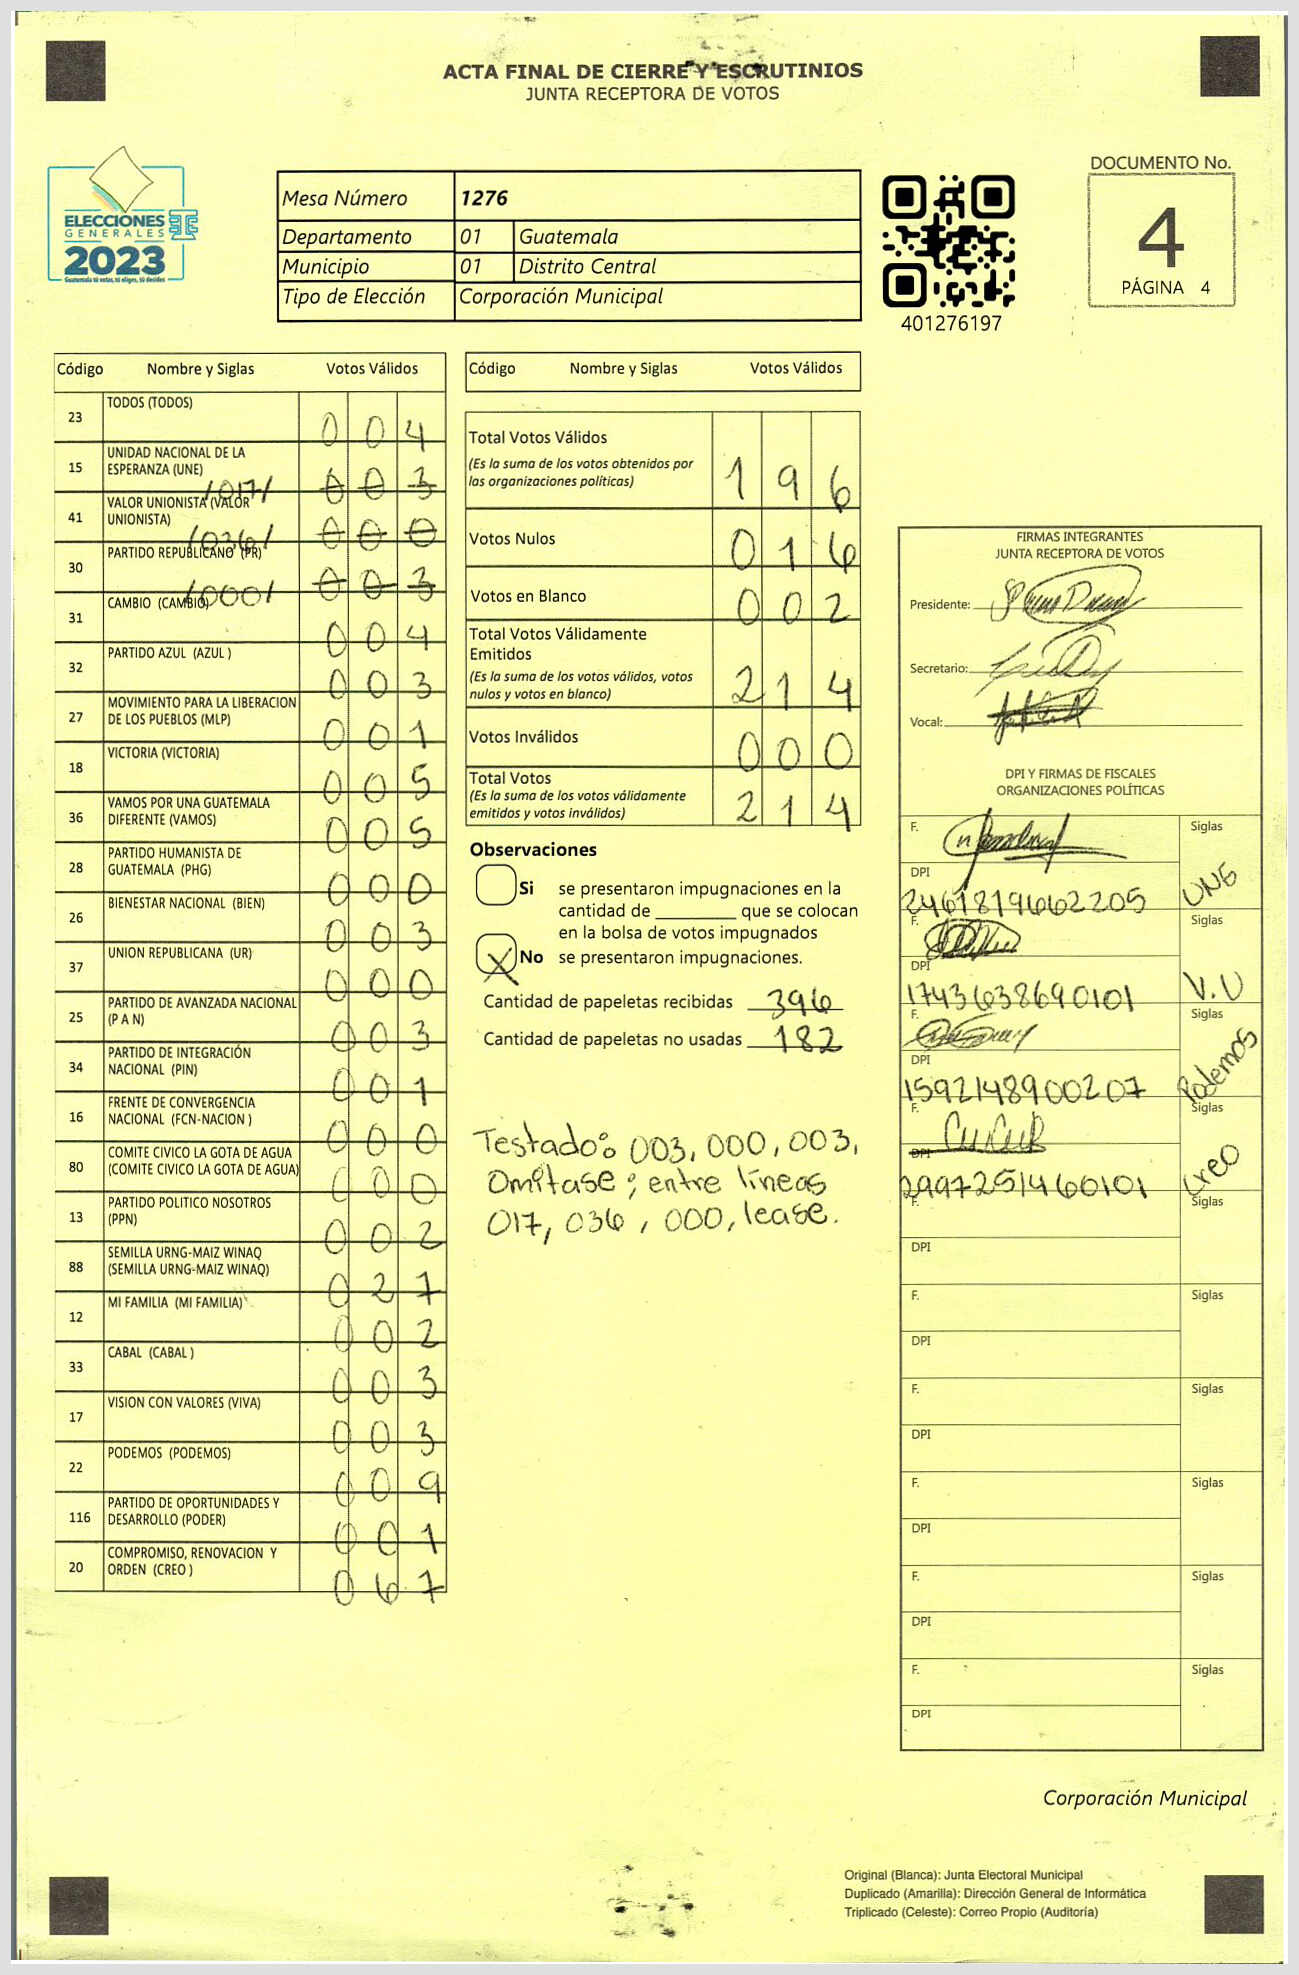 ACTA FINAL DE CIERRE Y ESCRUTINIOS
JUNTA RECEPTORA DE VOTOS
ELECCIONES
GENERALES
2023
Guatemala tú votas, tú eliges, tú decides
Mesa Número 1276
Departamento 01 Guatemala
Municipio 01 Distrito Central
Tipo de Elección Corporación Municipal
401276197
DOCUMENTO No.
4
PÁGINA 4
Código Nombre y Siglas Votos Válidos
23 TODOS (TODOS) 0 0 4
15 UNIDAD NACIONAL DE LA
ESPERANZA (UNE) /017/ 0 0 3
41 VALOR UNIONISTA (VALOR
UNIONISTA) /036/ 0 0 0
30 PARTIDO REPUBLICANO (PR) /000/ 0 0 3
31 CAMBIO (CAMBIO) 0 0 4
32 PARTIDO AZUL (AZUL ) 0 0 3
27 MOVIMIENTO PARA LA LIBERACION
DE LOS PUEBLOS (MLP) 0 0 1
18 VICTORIA (VICTORIA) 0 0 5
36 VAMOS POR UNA GUATEMALA
DIFERENTE (VAMOS) 0 0 5
28 PARTIDO HUMANISTA DE
GUATEMALA (PHG) 0 0 0
26 BIENESTAR NACIONAL (BIEN) 0 0 3
37 UNION REPUBLICANA (UR) 0 0 0
25 PARTIDO DE AVANZADA NACIONAL
(P A N) 0 0 3
34 PARTIDO DE INTEGRACIÓN
NACIONAL (PIN) 0 0 1
16 FRENTE DE CONVERGENCIA
NACIONAL (FCN-NACION ) 0 0 0
80 COMITE CIVICO LA GOTA DE AGUA
(COMITE CIVICO LA GOTA DE AGUA) 0 0 0
13 PARTIDO POLITICO NOSOTROS
(PPN) 0 0 2
88 SEMILLA URNG-MAIZ WINAQ
(SEMILLA URNG-MAIZ WINAQ) 0 2 7
12 MI FAMILIA (MI FAMILIA) 0 0 2
33 CABAL (CABAL ) 0 0 3
17 VISION CON VALORES (VIVA) 0 0 3
22 PODEMOS (PODEMOS) 0 0 9
116 PARTIDO DE OPORTUNIDADES Y
DESARROLLO (PODER) 0 0 1
20 COMPROMISO, RENOVACION Y
ORDEN (CREO ) 0 6 7
Código Nombre y Siglas Votos Válidos
Total Votos Válidos
(Es la suma de los votos obtenidos por
las organizaciones políticas) 1 9 6
Votos Nulos 0 1 6
Votos en Blanco 0 0 2
Total Votos Válidamente
Emitidos
(Es la suma de los votos válidos, votos
nulos y votos en blanco) 2 1 4
Votos Inválidos 0 0 0
Total Votos
(Es la suma de los votos válidamente
emitidos y votos inválidos) 2 1 4
Observaciones
Si se presentaron impugnaciones en la
cantidad de ________ que se colocan
en la bolsa de votos impugnados
X No se presentaron impugnaciones.
Cantidad de papeletas recibidas 396
Cantidad de papeletas no usadas 182
Testado: 003, 000, 003,
Omítase; entre líneas
017, 036, 000, lease.
FIRMAS INTEGRANTES
JUNTA RECEPTORA DE VOTOS
Presidente:
Secretario:
Vocal:
DPI Y FIRMAS DE FISCALES
ORGANIZACIONES POLÍTICAS
F. Siglas
DPI
2461819662205 UNE
F. Siglas
DPI
1743638690101 V.U
F. Siglas
DPI
1592148900207 Podemos
F. Siglas
DPI
2997251460101 Creo
F. Siglas
DPI
F. Siglas
DPI
F. Siglas
DPI
F. Siglas
DPI
F. Siglas
DPI
F. Siglas
DPI
Corporación Municipal
Original (Blanca): Junta Electoral Municipal
Duplicado (Amarilla): Dirección General de Informática
Triplicado (Celeste): Correo Propio (Auditoría)